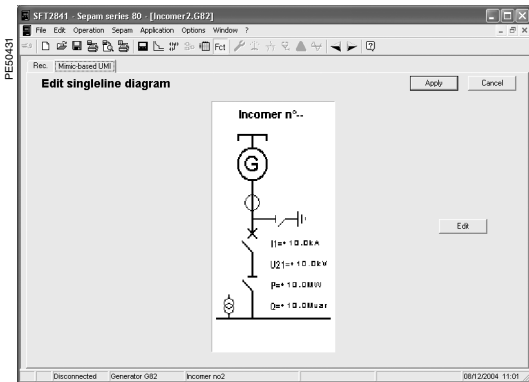 PE50431
SFT2841 - Sepam series 80 - [Incomer2.G82]
File Edit Operation Sepam Application Options Window ?
Fct
Rec. Mimic-based UMI
Edit singleline diagram
Apply Cancel
Incomer n°--
G
I1=+10.0kA
Edit
U21=+10.0kV
P=+10.0MW
Q=+10.0Mvar
Disconnected Generator G82 Incomer no2 08/12/2004 11:01